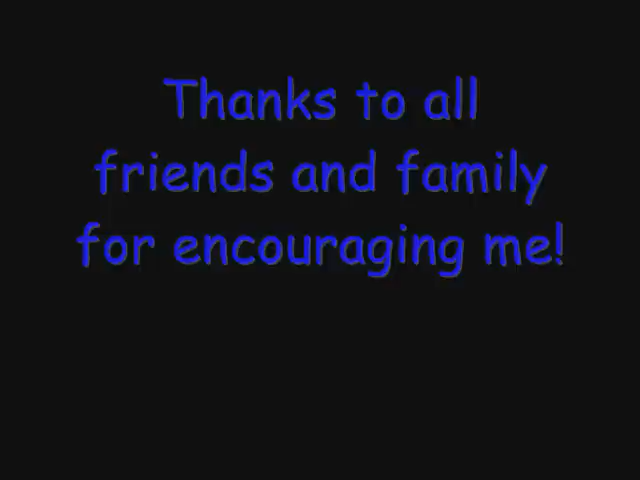 Thanks to all
friends and family
for encouraging me!